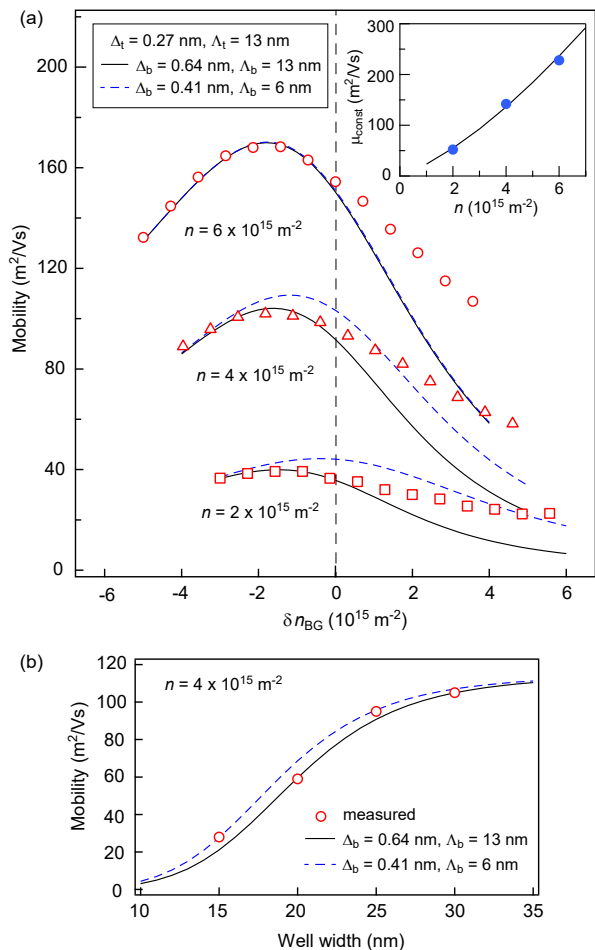 (a)
Δt = 0.27 nm, Λt = 13 nm
Δb = 0.64 nm, Λb = 13 nm
Δb = 0.41 nm, Λb = 6 nm
200
160
120
80
40
0
Mobility (m²/Vs)
n = 6 x 10¹⁵ m⁻²
n = 4 x 10¹⁵ m⁻²
n = 2 x 10¹⁵ m⁻²
-6 -4 -2 0 2 4 6
δnBG (10¹⁵ m⁻²)
300
200
100
0
μconst (m²/Vs)
0 2 4 6
n (10¹⁵ m⁻²)
(b)
n = 4 x 10¹⁵ m⁻²
120
100
80
60
40
20
0
Mobility (m²/Vs)
measured
Δb = 0.64 nm, Λb = 13 nm
Δb = 0.41 nm, Λb = 6 nm
10 15 20 25 30 35
Well width (nm)